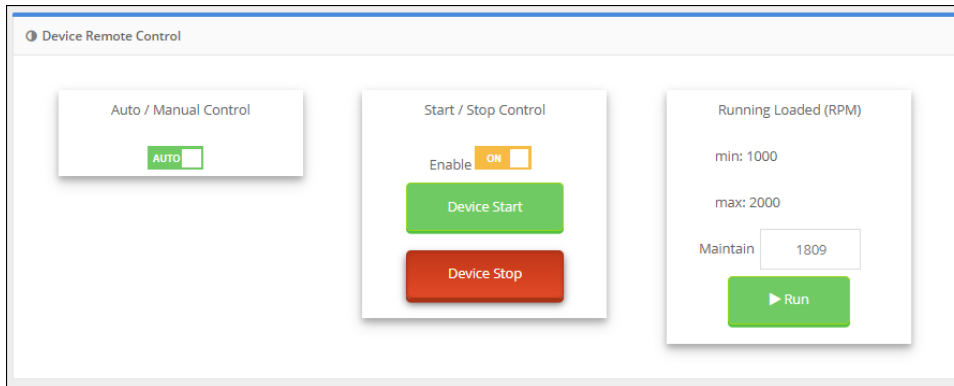 Device Remote Control
Auto / Manual Control
AUTO
Start / Stop Control
Enable ON
Device Start
Device Stop
Running Loaded (RPM)
min: 1000
max: 2000
Maintain 1809
Run